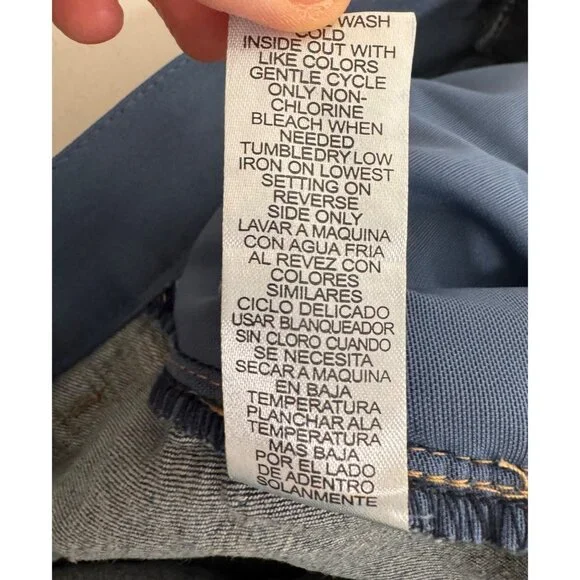 WASH
COLD
INSIDE OUT WITH
LIKE COLORS
GENTLE CYCLE
ONLY NON-
CHLORINE
BLEACH WHEN
NEEDED
TUMBLEDRY LOW
IRON ON LOWEST
SETTING ON
REVERSE
SIDE ONLY
LAVAR A MAQUINA
CON AGUA FRIA
AL REVEZ CON
COLORES
SIMILARES
CICLO DELICADO
USAR BLANQUEADOR
SIN CLORO CUANDO
SE NECESITA
SECAR A MAQUINA
EN BAJA
TEMPERATURA
PLANCHAR ALA
TEMPERATURA
MAS BAJA
POR EL LADO
DE ADENTRO
SOLANMENTE